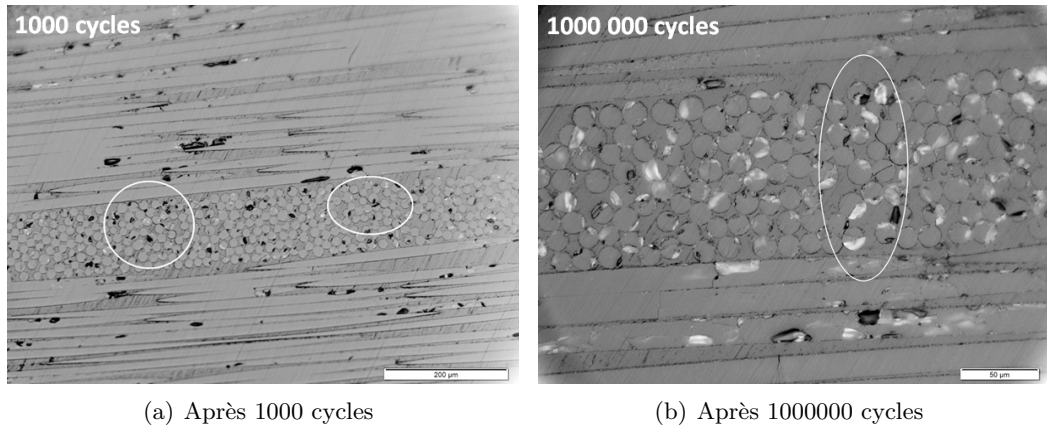 1000 cycles
200 µm
1000 000 cycles
50 µm
(a) Après 1000 cycles
(b) Après 1000000 cycles